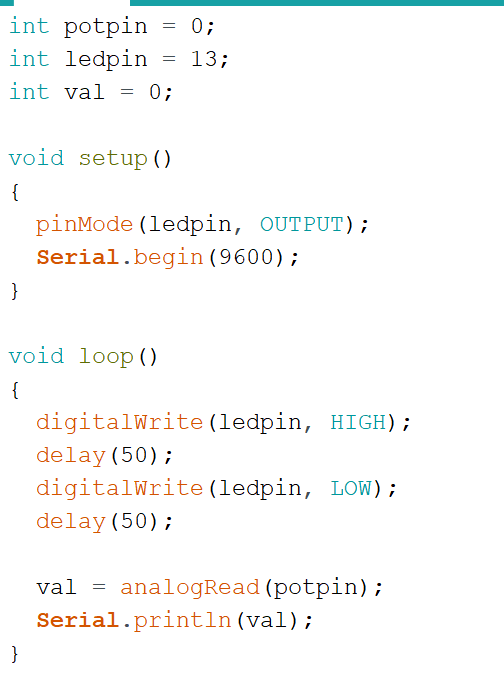 int potpin = 0;
int ledpin = 13;
int val = 0;

void setup()
{
  pinMode(ledpin, OUTPUT);
  Serial.begin(9600);
}

void loop()
{
  digitalWrite(ledpin, HIGH);
  delay(50);
  digitalWrite(ledpin, LOW);
  delay(50);

  val = analogRead(potpin);
  Serial.println(val);
}